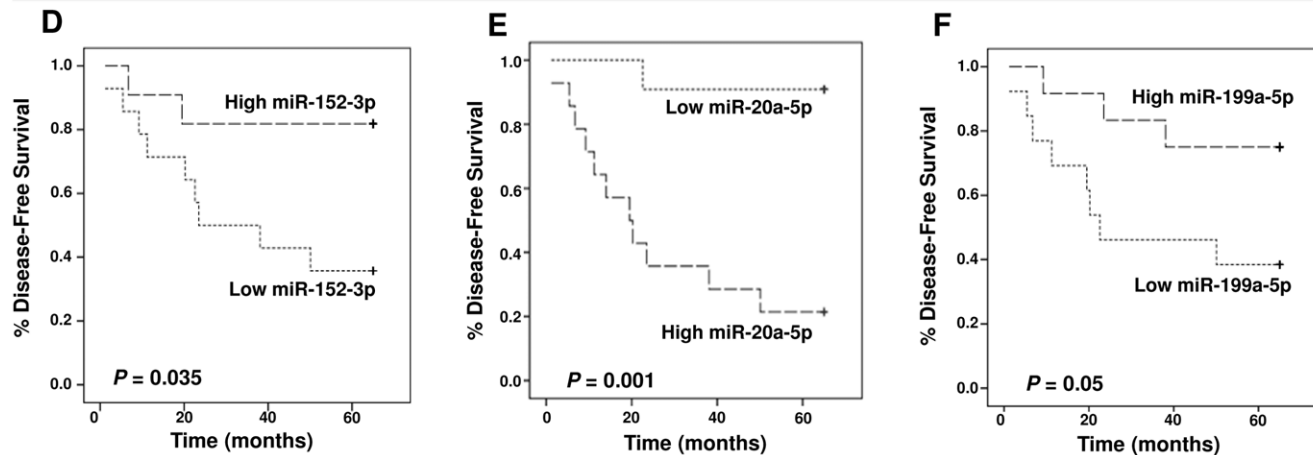 D
% Disease-Free Survival
1.0
0.8
0.6
0.4
0.2
0.0
High miR-152-3p
Low miR-152-3p
P = 0.035
0 20 40 60
Time (months)
E
% Disease-Free Survival
1.0
0.8
0.6
0.4
0.2
0.0
Low miR-20a-5p
High miR-20a-5p
P = 0.001
0 20 40 60
Time (months)
F
% Disease-Free Survival
1.0
0.8
0.6
0.4
0.2
0.0
High miR-199a-5p
Low miR-199a-5p
P = 0.05
0 20 40 60
Time (months)